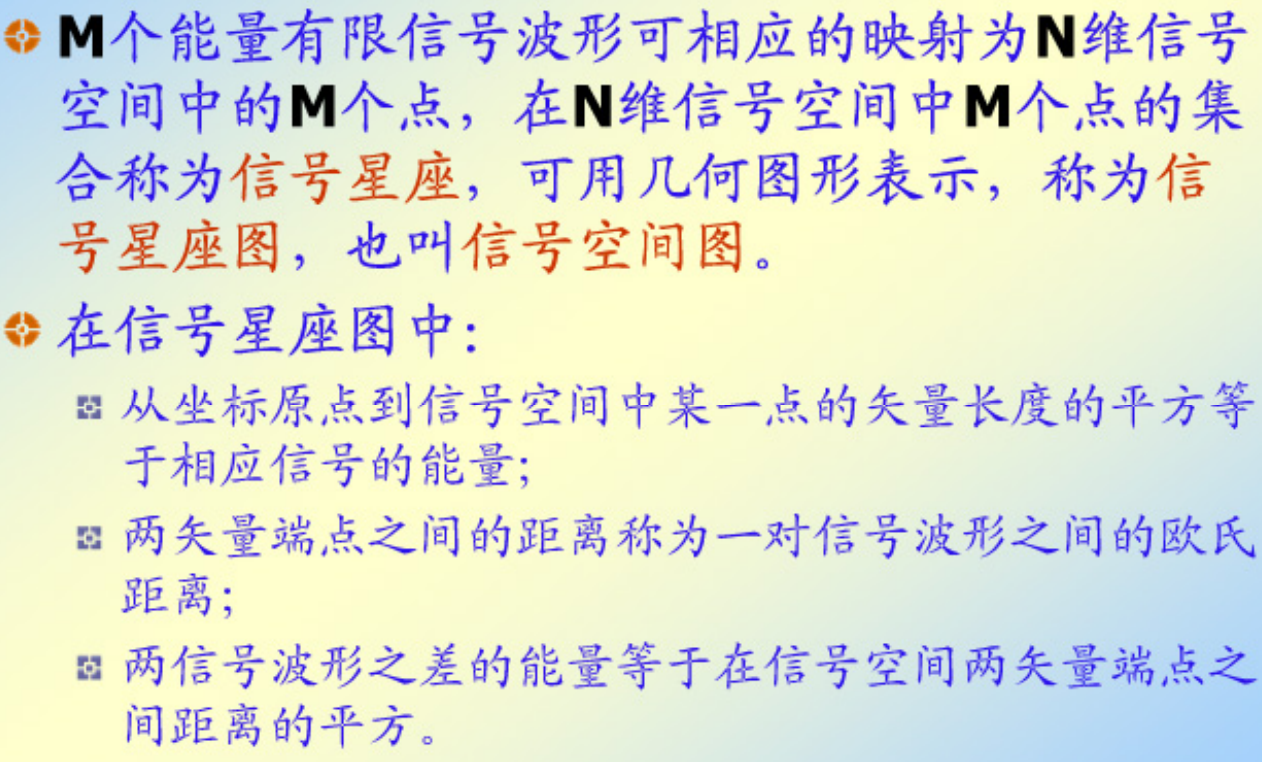 M个能量有限信号波形可相应的映射为N维信号
空间中的M个点，在N维信号空间中M个点的集
合称为信号星座，可用几何图形表示，称为信
号星座图，也叫信号空间图。
在信号星座图中：
从坐标原点到信号空间中某一点的矢量长度的平方等
于相应信号的能量；
两矢量端点之间的距离称为一对信号波形之间的欧氏
距离；
两信号波形之差的能量等于在信号空间两矢量端点之
间距离的平方。